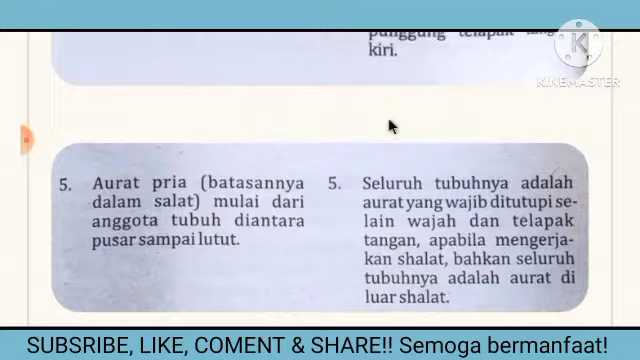 kiri.
KINEMASTER
5. Aurat pria (batasannya
dalam salat) mulai dari
anggota tubuh diantara
pusar sampai lutut.
5. Seluruh tubuhnya adalah
aurat yang wajib ditutupi se-
lain wajah dan telapak
tangan, apabila mengerja-
kan shalat, bahkan seluruh
tubuhnya adalah aurat di
luar shalat.
SUBSRIBE, LIKE, COMENT & SHARE!! Semoga bermanfaat!